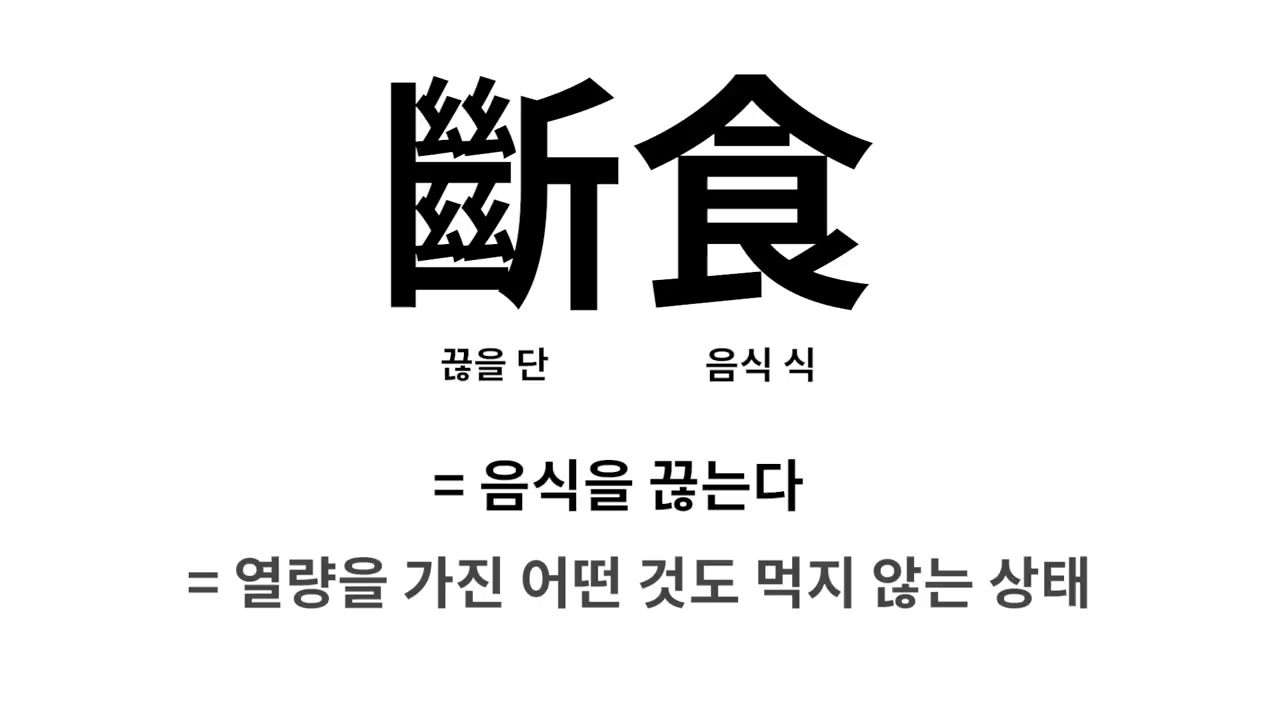 斷食
끊을 단 음식 식
= 음식을 끊는다
= 열량을 가진 어떤 것도 먹지 않는 상태